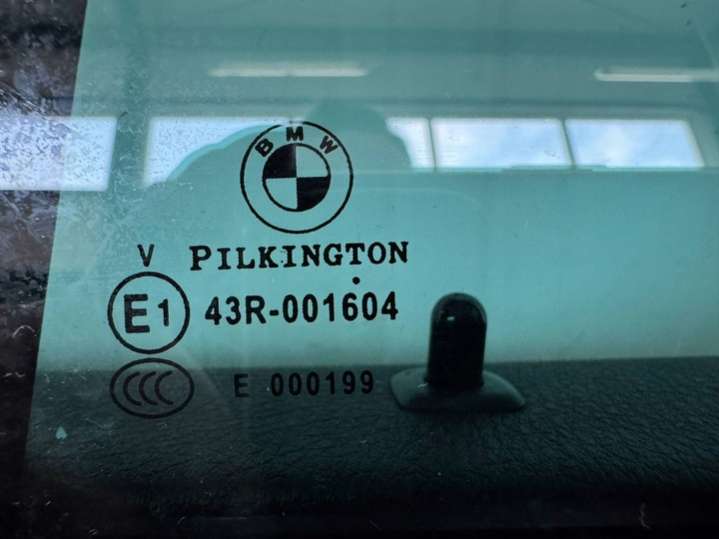 BMW
V PILKINGTON
E1 43R-001604
CCC E 000199